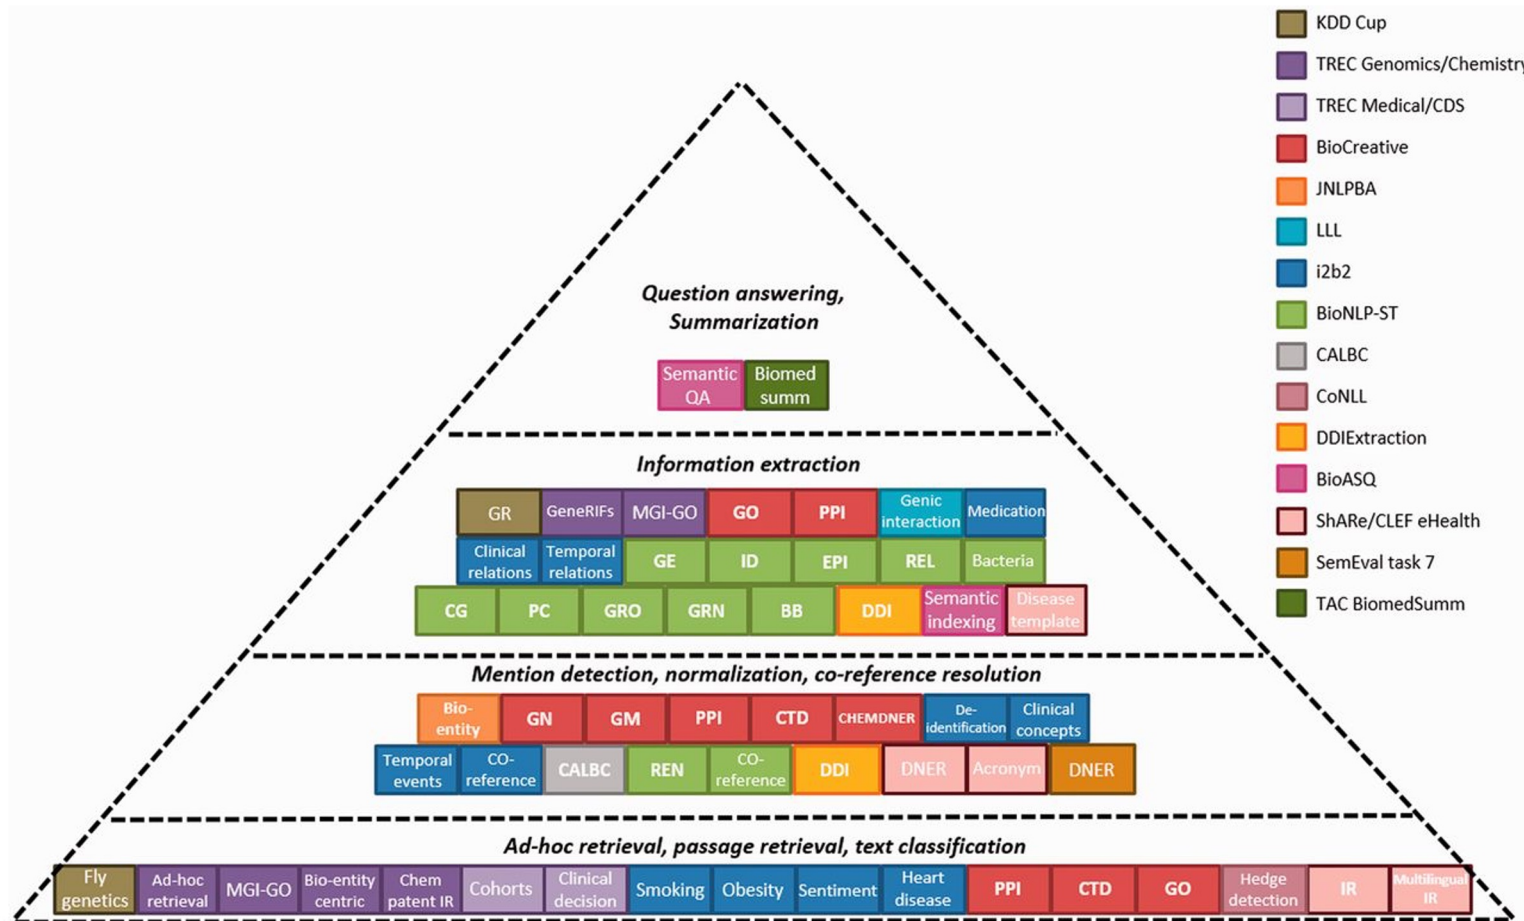 KDD Cup
TREC Genomics/Chemistry
TREC Medical/CDS
BioCreative
JNLPBA
LLL
i2b2
BioNLP-ST
CALBC
CoNLL
DDIExtraction
BioASQ
ShARe/CLEF eHealth
SemEval task 7
TAC BiomedSumm
Question answering,
Summarization
Semantic
QA
Biomed
summ
Information extraction
GR
GeneRIFs
MGI-GO
GO
PPI
Genic
interaction
Medication
Clinical
relations
Temporal
relations
GE
ID
EPI
REL
Bacteria
CG
PC
GRO
GRN
BB
DDI
Semantic
indexing
Disease
template
Mention detection, normalization, co-reference resolution
Bio-
entity
GN
GM
PPI
CTD
CHEMDNER
De-
identification
Clinical
concepts
Temporal
events
CO-
reference
CALBC
REN
CO-
reference
DDI
DNER
Acronym
DNER
Ad-hoc retrieval, passage retrieval, text classification
Fly
genetics
Ad-hoc
retrieval
MGI-GO
Bio-entity
centric
Chem
patent IR
Cohorts
Clinical
decision
Smoking
Obesity
Sentiment
Heart
disease
PPI
CTD
GO
Hedge
detection
IR
Multilingual
IR